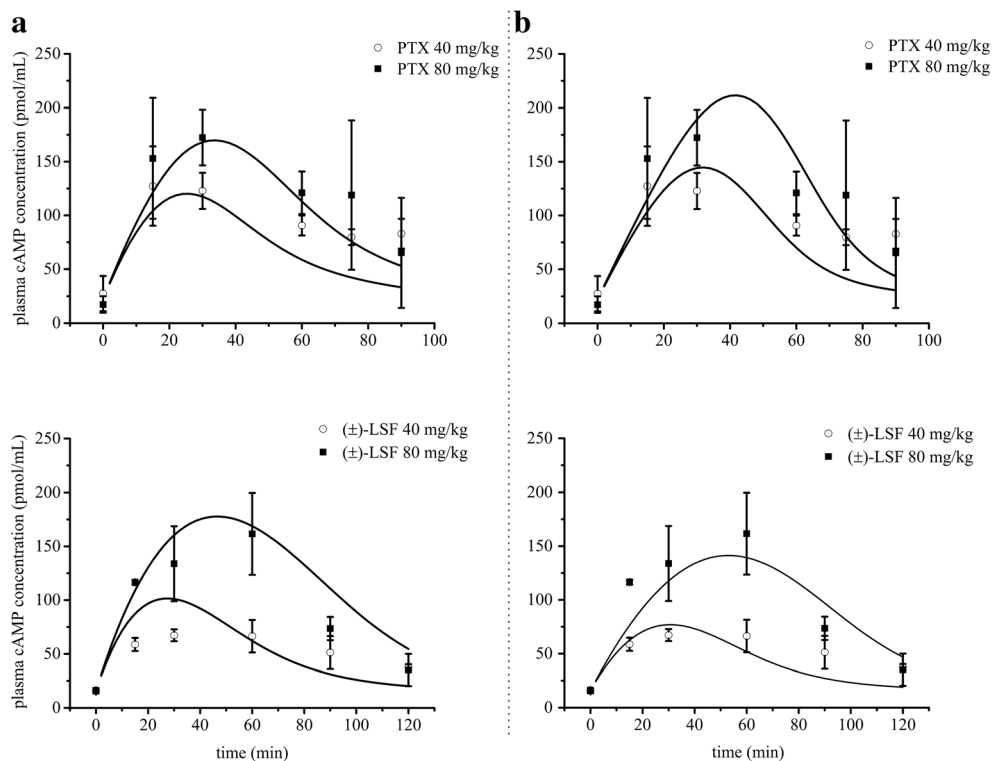 a
plasma cAMP concentration (pmol/mL)
PTX 40 mg/kg
PTX 80 mg/kg
250
200
150
100
50
0
0 20 40 60 80 100
b
PTX 40 mg/kg
PTX 80 mg/kg
250
200
150
100
50
0
0 20 40 60 80 100
plasma cAMP concentration (pmol/mL)
(±)-LSF 40 mg/kg
(±)-LSF 80 mg/kg
250
200
150
100
50
0
0 20 40 60 80 100 120
time (min)
(±)-LSF 40 mg/kg
(±)-LSF 80 mg/kg
250
200
150
100
50
0
0 20 40 60 80 100 120
time (min)